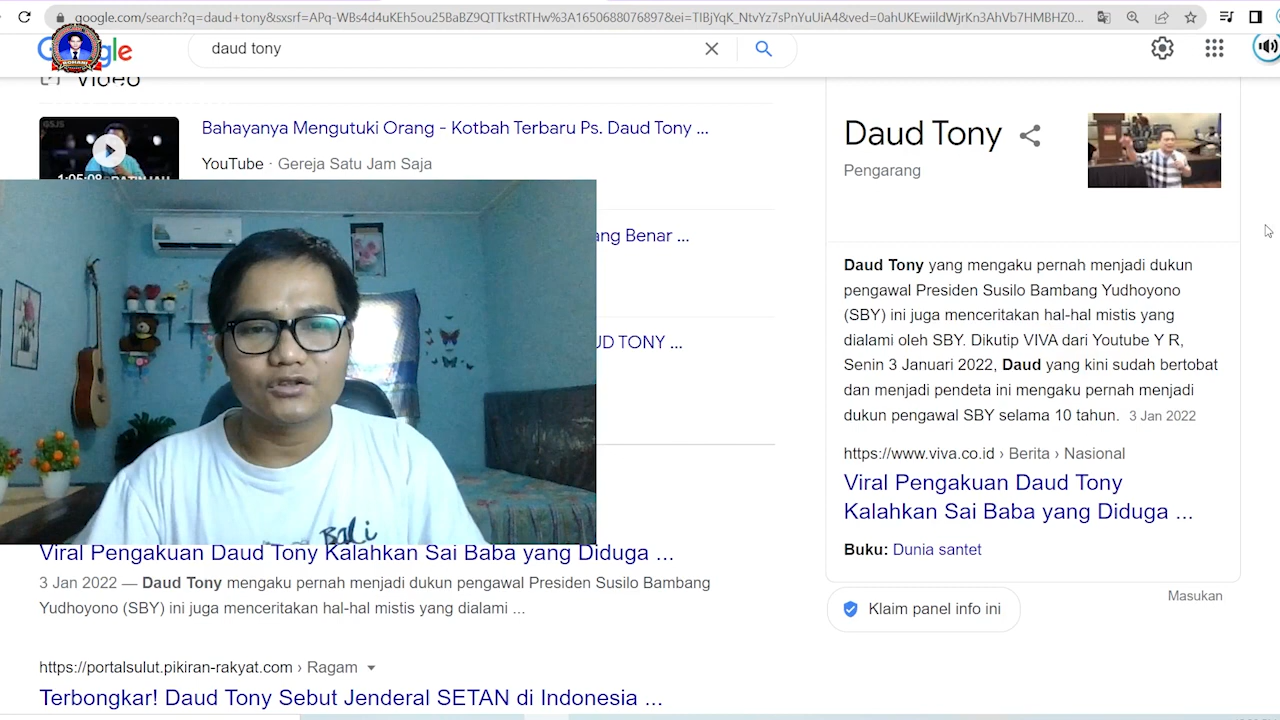 google.com/search?q=daud+tony&sxsrf=
daud tony
Video
Bahayanya Mengutuki Orang - Kotbah Terbaru Ps. Daud Tony ...
YouTube · Gereja Satu Jam Saja
1:05:08
ang Benar ...
UD TONY ...
Bali
Viral Pengakuan Daud Tony Kalahkan Sai Baba yang Diduga ...
3 Jan 2022 — Daud Tony mengaku pernah menjadi dukun pengawal Presiden Susilo Bambang
Yudhoyono (SBY) ini juga menceritakan hal-hal mistis yang dialami ...
https://portalsulut.pikiran-rakyat.com › Ragam
Terbongkar! Daud Tony Sebut Jenderal SETAN di Indonesia ...
Daud Tony
Pengarang
Daud Tony yang mengaku pernah menjadi dukun
pengawal Presiden Susilo Bambang Yudhoyono
(SBY) ini juga menceritakan hal-hal mistis yang
dialami oleh SBY. Dikutip VIVA dari Youtube Y R,
Senin 3 Januari 2022, Daud yang kini sudah bertobat
dan menjadi pendeta ini mengaku pernah menjadi
dukun pengawal SBY selama 10 tahun. 3 Jan 2022
https://www.viva.co.id › Berita › Nasional
Viral Pengakuan Daud Tony
Kalahkan Sai Baba yang Diduga ...
Buku: Dunia santet
Masukan
Klaim panel info ini